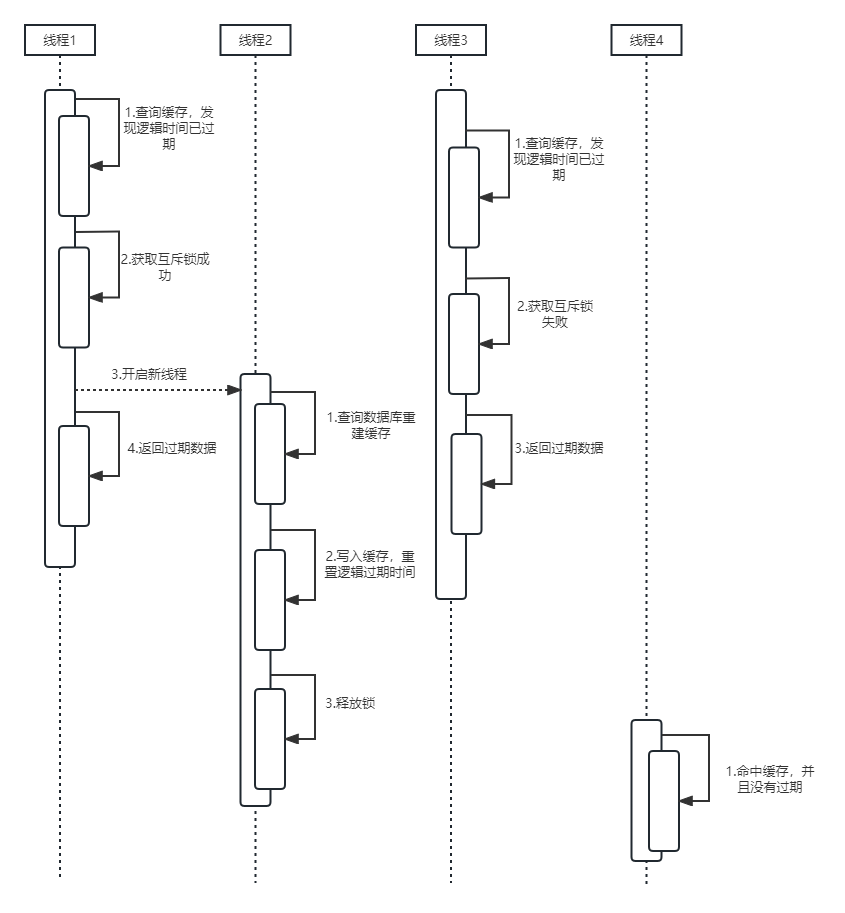 线程1
线程2
线程3
线程4
1.查询缓存，发
现逻辑时间已过
期
2.获取互斥锁成
功
3.开启新线程
4.返回过期数据
1.查询数据库重
建缓存
2.写入缓存，重
置逻辑过期时间
3.释放锁
1.查询缓存，发
现逻辑时间已过
期
2.获取互斥锁
失败
3.返回过期数据
1.命中缓存，并
且没有过期